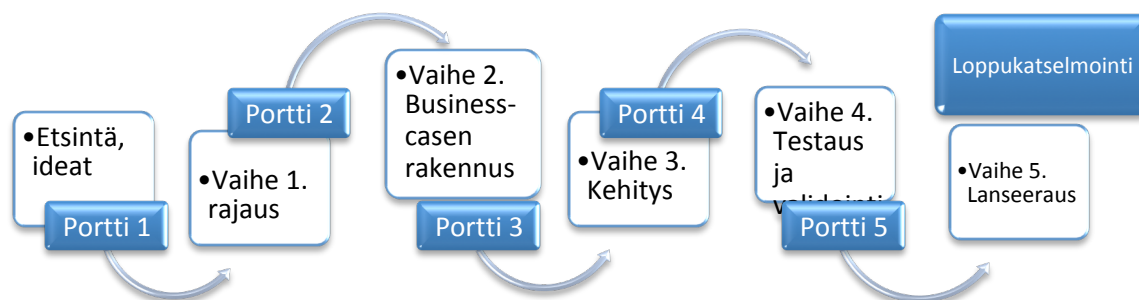 •Etsintä,
ideat
Portti 1
Portti 2
•Vaihe 1.
rajaus
•Vaihe 2.
Business-
casen
rakennus
Portti 3
Portti 4
•Vaihe 3.
Kehitys
•Vaihe 4.
Testaus
ja
validointi
Portti 5
Loppukatselmointi
•Vaihe 5.
Lanseeraus